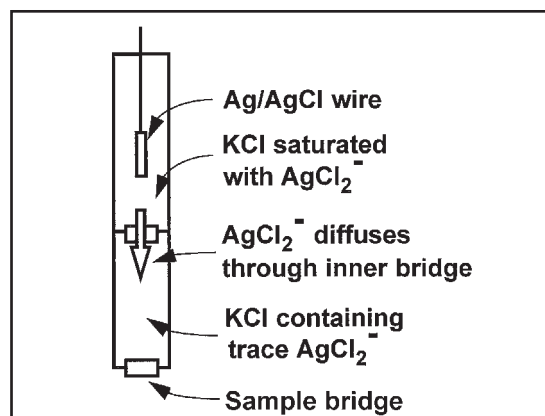 Ag/AgCl wire
KCl saturated
with AgCl₂⁻
AgCl₂⁻ diffuses
through inner bridge
KCl containing
trace AgCl₂⁻
Sample bridge